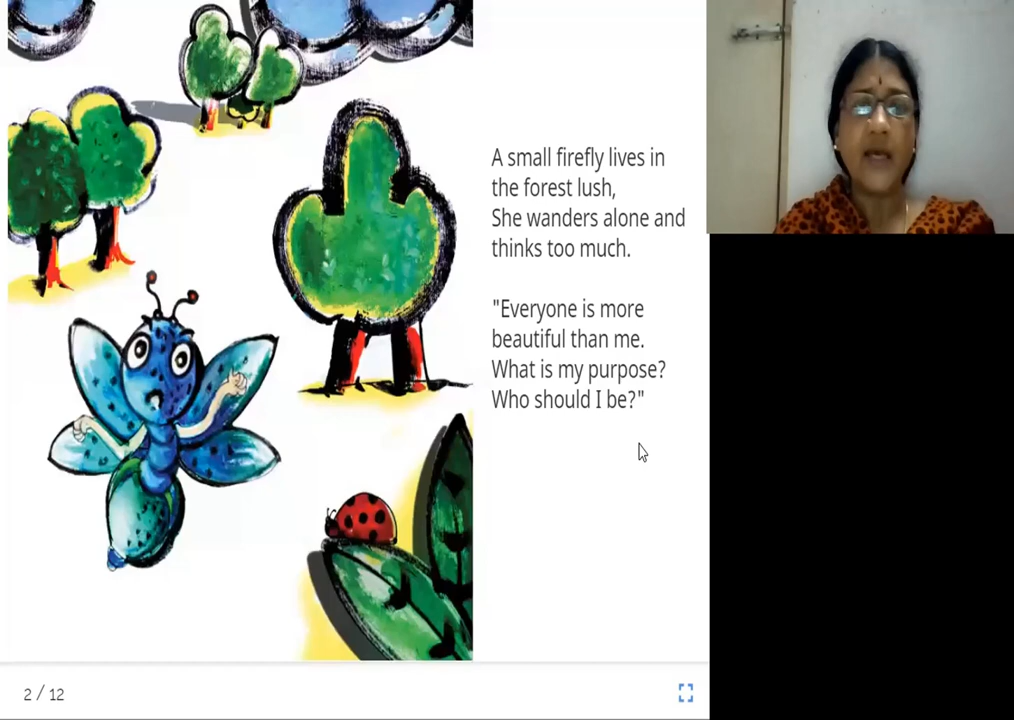 A small firefly lives in
the forest lush,
She wanders alone and
thinks too much.
"Everyone is more
beautiful than me.
What is my purpose?
Who should I be?"
2 / 12